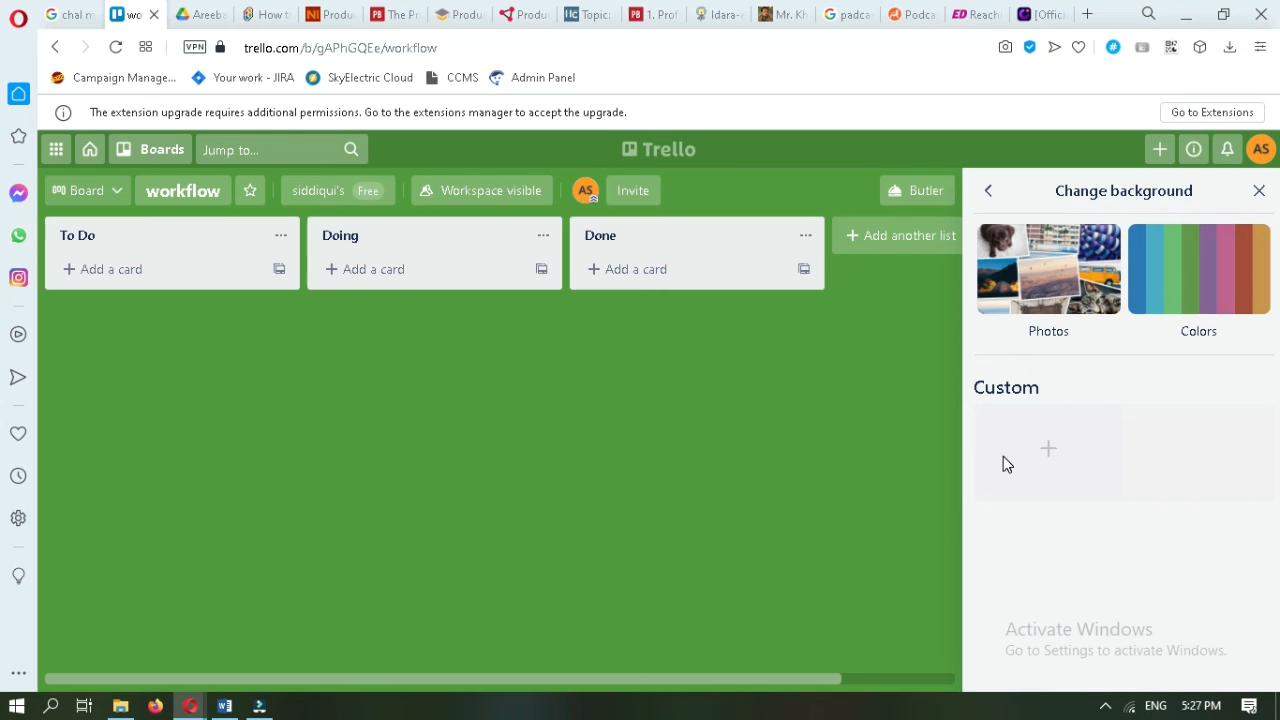 chal m
wo
Areeba
How t
Produ
The Pr
Produ
Produ
Topic:
1. Prof
Idara-
Mr. K
padca
Podca
Reach
[Offici
VPN
trello.com/b/gAPhGQEe/workflow
Campaign Manage...
Your work - JIRA
SkyElectric Cloud
CCMS
Admin Panel
The extension upgrade requires additional permissions. Go to the extensions manager to accept the upgrade.
Go to Extensions
Boards
Jump to...
Trello
AS
Board
workflow
siddiqui's Free
Workspace visible
AS
Invite
Butler
Change background
To Do
Doing
Done
+ Add another list
+ Add a card
+ Add a card
+ Add a card
Photos
Colors
Custom
Activate Windows
Go to Settings to activate Windows.
ENG
5:27 PM